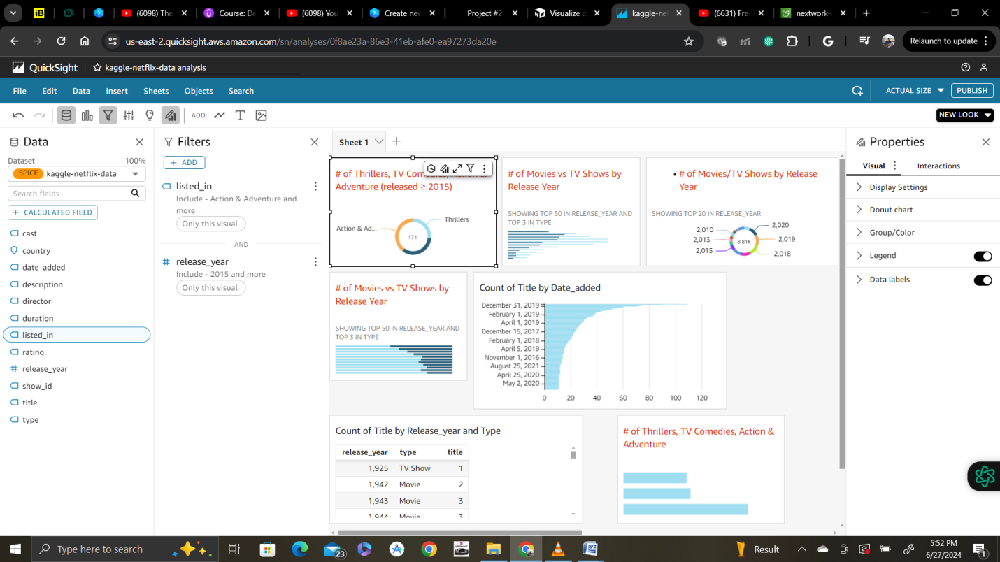 iB
(6098) The
Course: De
(6098) You
Create new
Project #2:
Visualize d
kaggle-net
(6631) Fre
nextwork-
us-east-2.quicksight.aws.amazon.com/sn/analyses/0f8ae23a-86e3-41eb-afe0-ea97273da20e
G
Relaunch to update
QuickSight
kaggle-netflix-data analysis
File
Edit
Data
Insert
Sheets
Objects
Search
ACTUAL SIZE
PUBLISH
ADD:
T
NEW LOOK
Data
Dataset
100%
SPICE kaggle-netflix-data
Search fields
+ CALCULATED FIELD
cast
country
date_added
description
director
duration
listed_in
rating
# release_year
show_id
title
type
Filters
+ ADD
listed_in
Include - Action & Adventure and
more
Only this visual
AND
# release_year
Include - 2015 and more
Only this visual
Sheet 1
# of Thrillers, TV Com
Adventure (released ≥ 2015)
Thrillers
Action & Ad...
171
# of Movies vs TV Shows by
Release Year
SHOWING TOP 50 IN RELEASE_YEAR AND
TOP 3 IN TYPE
• # of Movies/TV Shows by Release
Year
SHOWING TOP 20 IN RELEASE_YEAR
2,010
2,013
2,015
8.81K
2,020
2,019
2,018
# of Movies vs TV Shows by
Release Year
SHOWING TOP 50 IN RELEASE_YEAR AND
TOP 3 IN TYPE
Count of Title by Date_added
December 31, 2019
February 1, 2019
April 1, 2019
December 15, 2017
February 1, 2018
April 5, 2019
November 1, 2016
August 25, 2021
April 25, 2020
May 2, 2020
0 20 40 60 80 100 120
Count of Title by Release_year and Type
release_year type title
1,925 TV Show 1
1,942 Movie 2
1,943 Movie 3
1,944 Movie 3
# of Thrillers, TV Comedies, Action &
Adventure
Properties
Visual
Interactions
Display Settings
Donut chart
Group/Color
Legend
Data labels
Type here to search
23
Result
5:52 PM
6/27/2024
1